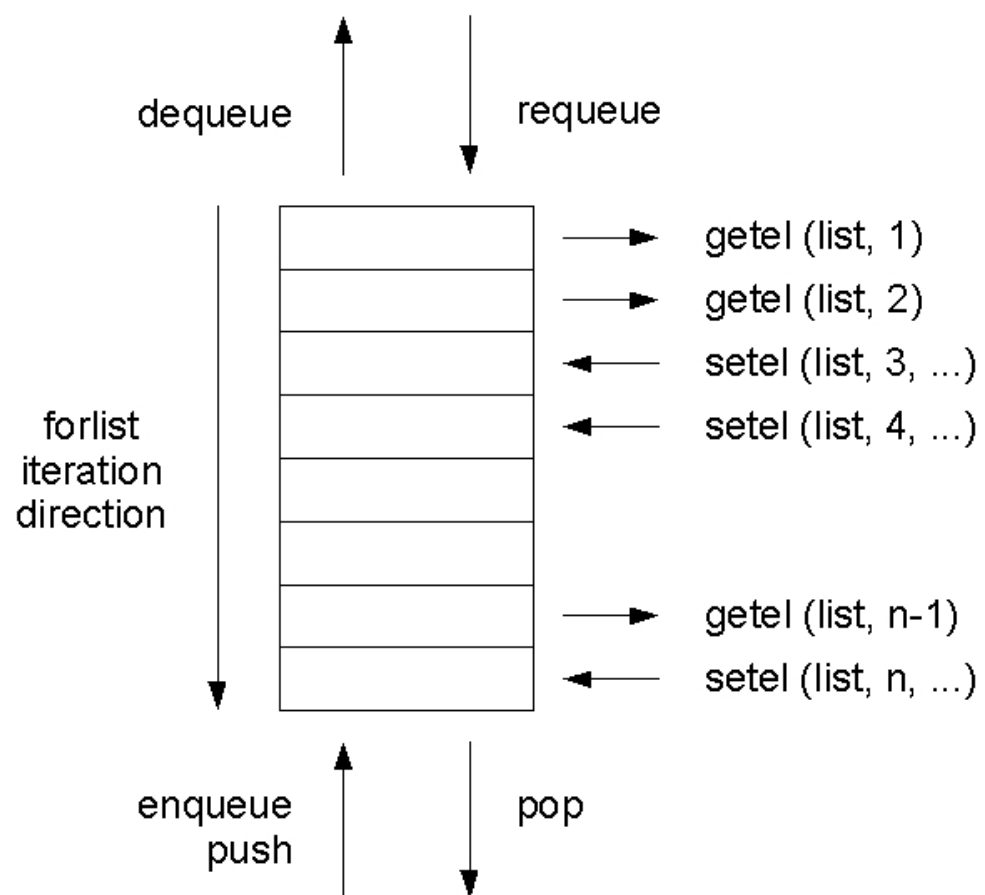 dequeue
requeue
getel (list, 1)
getel (list, 2)
setel (list, 3, ...)
setel (list, 4, ...)
forlist
iteration
direction
getel (list, n-1)
setel (list, n, ...)
enqueue
push
pop